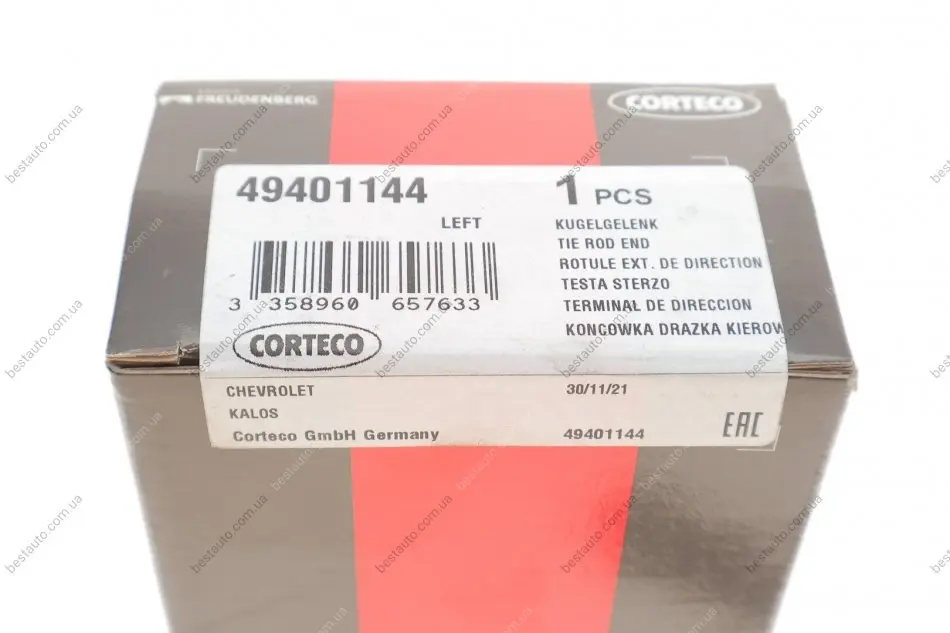 FREUDENBERG
CORTECO
49401144
1 PCS
LEFT
KUGELGELENK
TIE ROD END
ROTULE EXT. DE DIRECTION
TESTA STERZO
TERMINAL DE DIRECCION
KONCOWKA DRAZKA KIEROW
3 358960 657633
CORTECO
CHEVROLET
30/11/21
KALOS
Corteco GmbH Germany
49401144
EAC
bestauto.com.ua